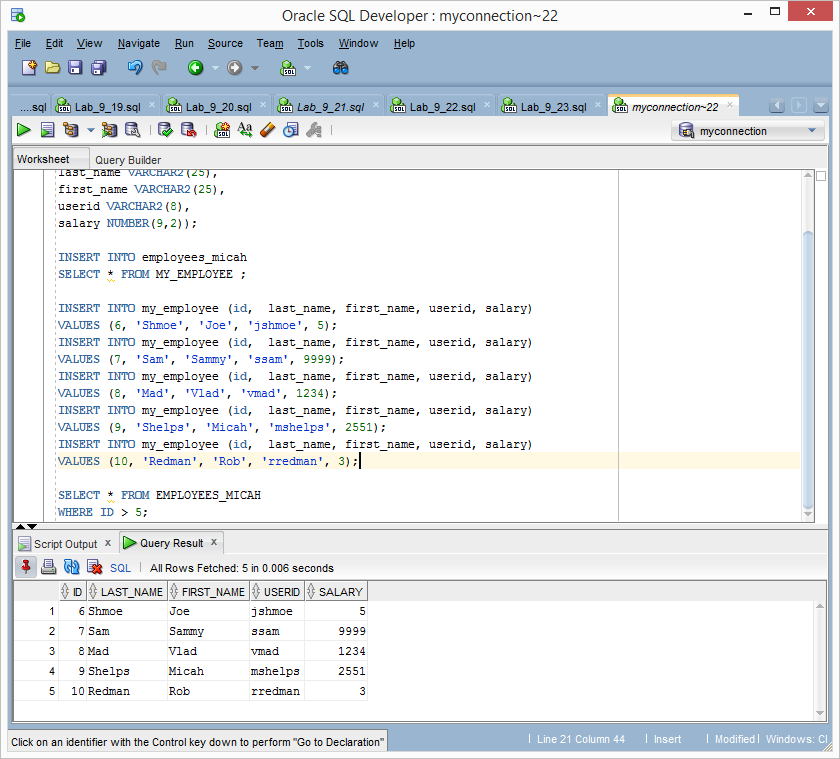 Oracle SQL Developer : myconnection~22
File Edit View Navigate Run Source Team Tools Window Help
....sql Lab_9_19.sql Lab_9_20.sql Lab_9_21.sql Lab_9_22.sql Lab_9_23.sql myconnection~22
myconnection
Worksheet Query Builder
last_name VARCHAR2(25),
first_name VARCHAR2(25),
userid VARCHAR2(8),
salary NUMBER(9,2));
INSERT INTO employees_micah
SELECT * FROM MY_EMPLOYEE ;
INSERT INTO my_employee (id,  last_name, first_name, userid, salary)
VALUES (6, 'Shmoe', 'Joe', 'jshmoe', 5);
INSERT INTO my_employee (id,  last_name, first_name, userid, salary)
VALUES (7, 'Sam', 'Sammy', 'ssam', 9999);
INSERT INTO my_employee (id,  last_name, first_name, userid, salary)
VALUES (8, 'Mad', 'Vlad', 'vmad', 1234);
INSERT INTO my_employee (id,  last_name, first_name, userid, salary)
VALUES (9, 'Shelps', 'Micah', 'mshelps', 2551);
INSERT INTO my_employee (id,  last_name, first_name, userid, salary)
VALUES (10, 'Redman', 'Rob', 'rredman', 3);
SELECT * FROM EMPLOYEES_MICAH
WHERE ID > 5;
Script Output x Query Result x
SQL All Rows Fetched: 5 in 0.006 seconds
ID LAST_NAME FIRST_NAME USERID SALARY
1 6 Shmoe Joe jshmoe 5
2 7 Sam Sammy ssam 9999
3 8 Mad Vlad vmad 1234
4 9 Shelps Micah mshelps 2551
5 10 Redman Rob rredman 3
Click on an identifier with the Control key down to perform "Go to Declaration"
Line 21 Column 44 Insert Modified Windows: Cl